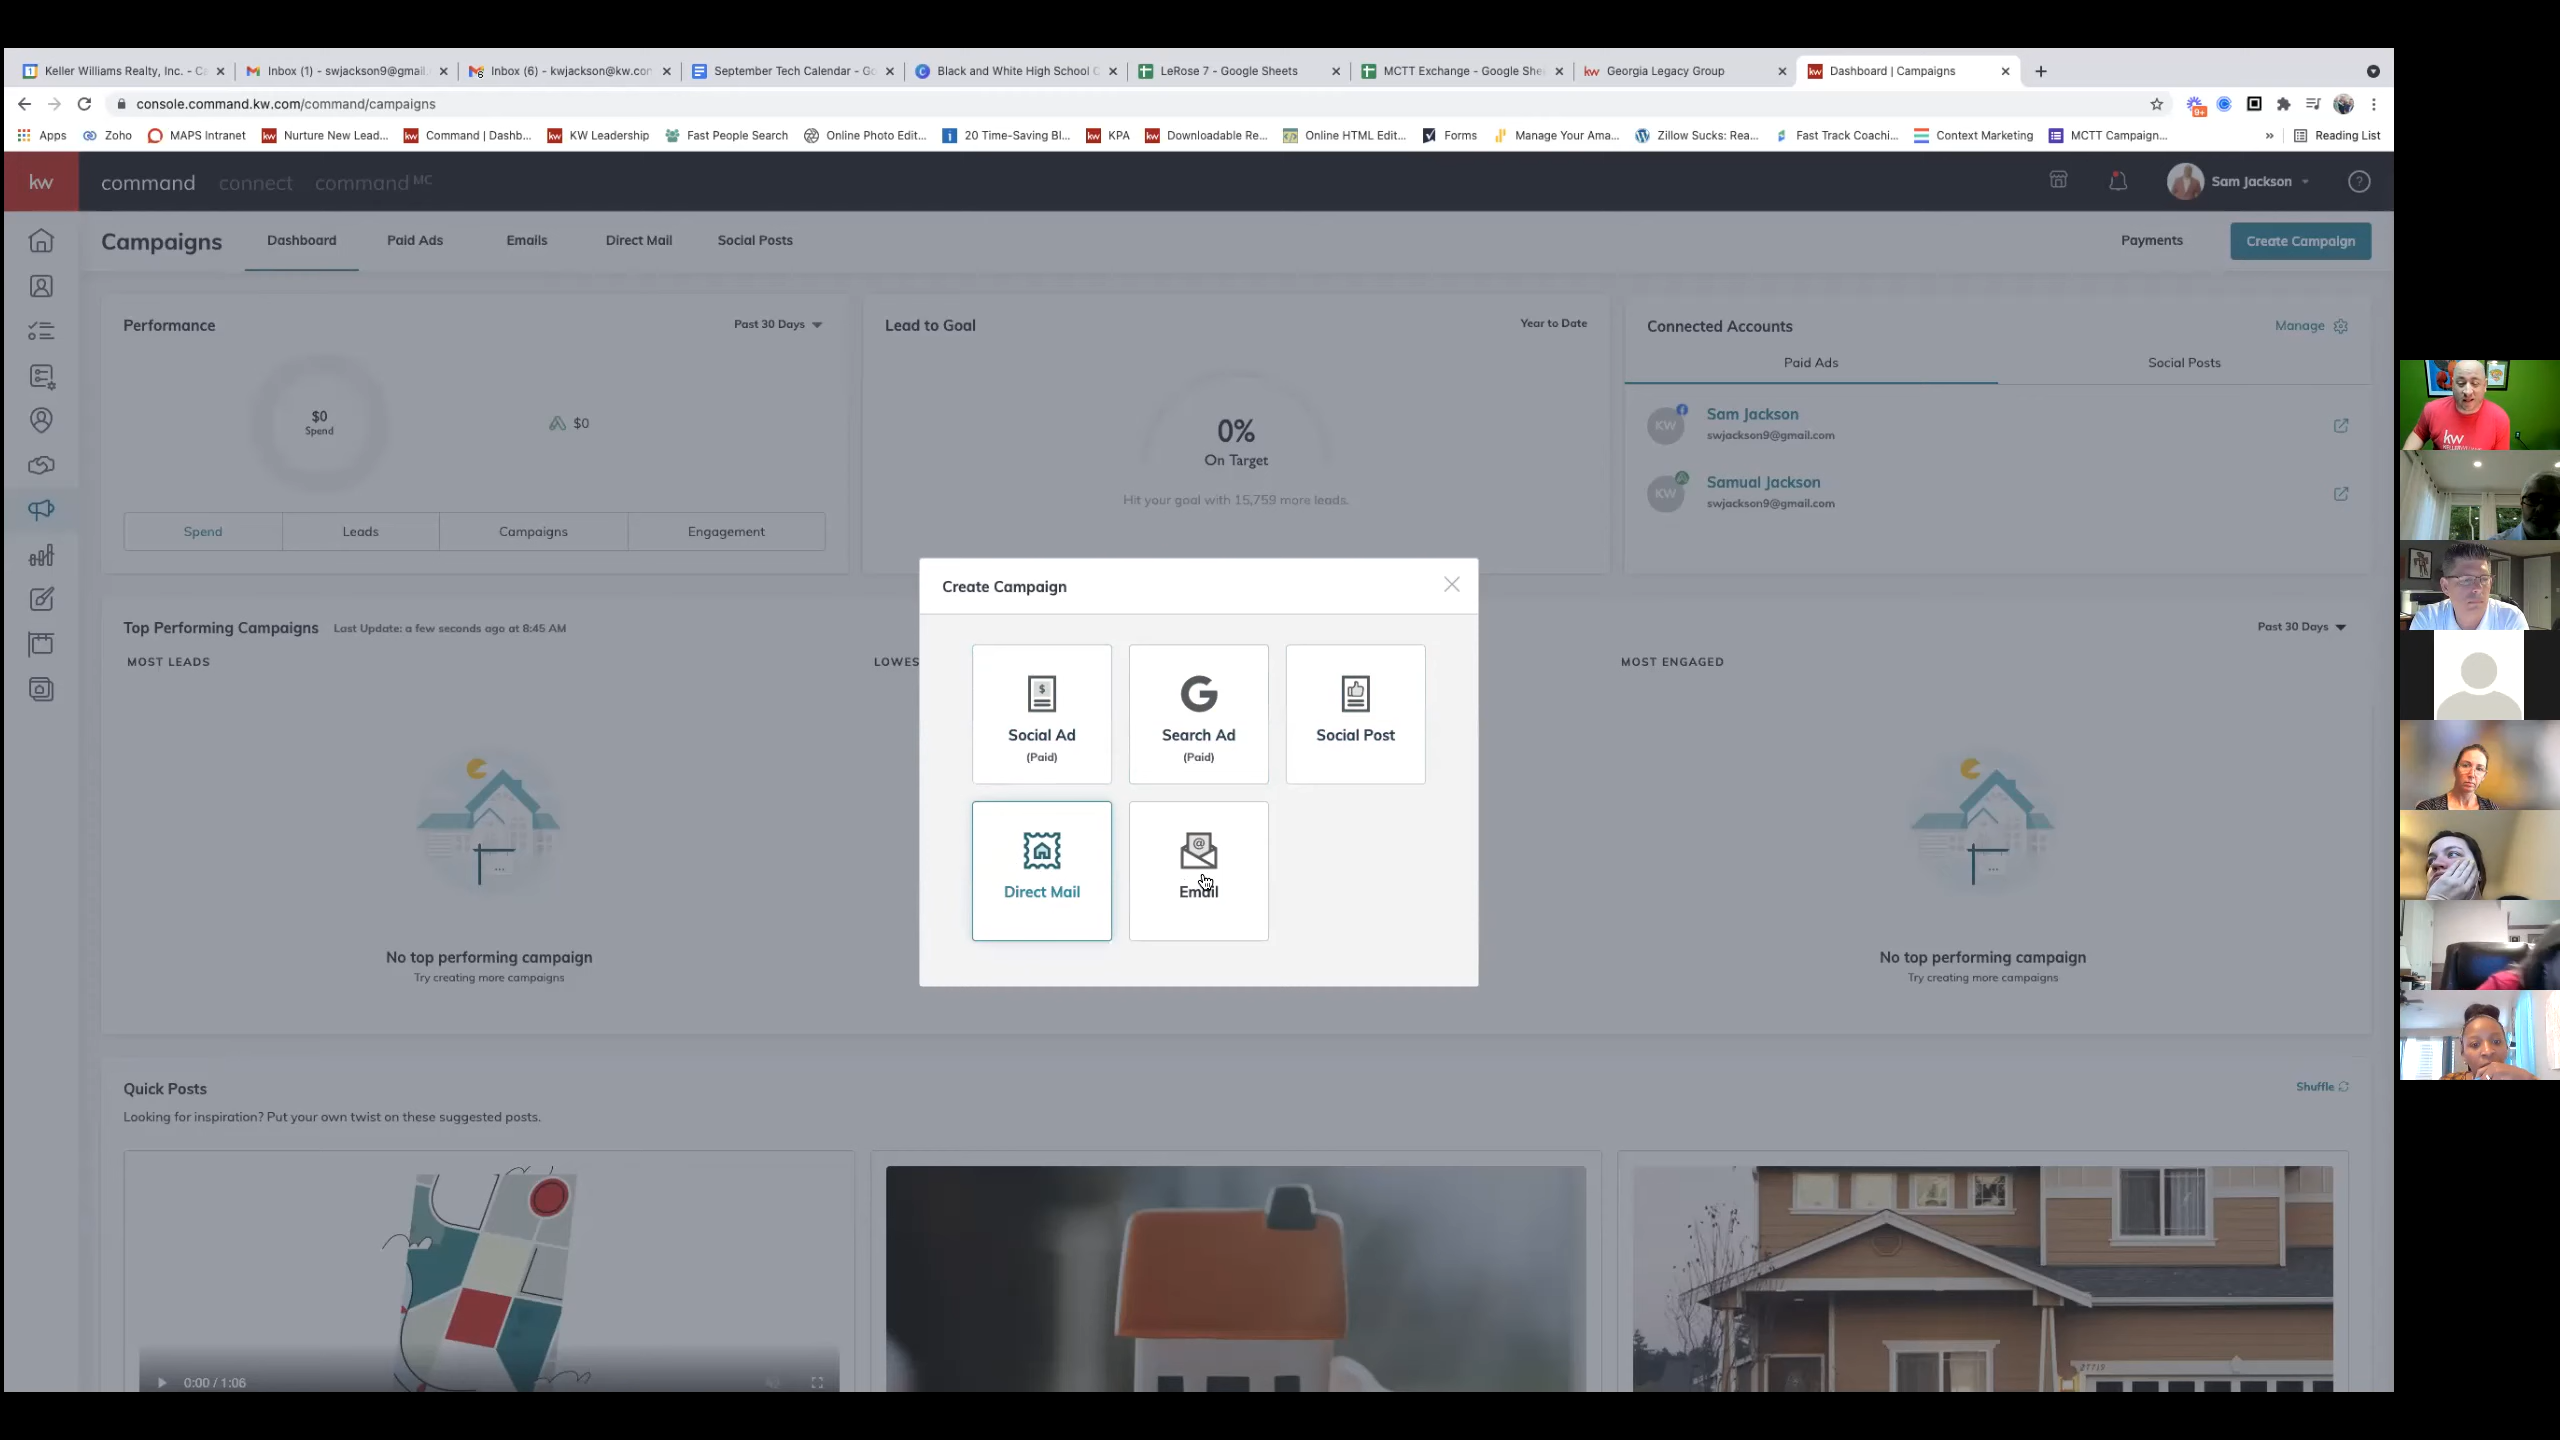 Keller Williams Realty, Inc. - C
Inbox (1) - swjackson9@gmail.
Inbox (6) - kwjackson@kw.con
September Tech Calendar - Go
Black and White High School C
LeRose 7 - Google Sheets
MCTT Exchange - Google She
kw Georgia Legacy Group
kw Dashboard | Campaigns
console.command.kw.com/command/campaigns
9+
Apps
Zoho
MAPS Intranet
Nurture New Lead...
Command | Dashb...
KW Leadership
Fast People Search
Online Photo Edit...
20 Time-Saving Bl...
KPA
Downloadable Re...
Online HTML Edit...
Forms
Manage Your Ama...
Zillow Sucks: Rea...
Fast Track Coachi...
Context Marketing
MCTT Campaign...
»
Reading List
kw
command
connect
command MC
Sam Jackson
?
Campaigns
Dashboard
Paid Ads
Emails
Direct Mail
Social Posts
Payments
Create Campaign
Performance
Past 30 Days
$0
Spend
$0
Spend
Leads
Campaigns
Engagement
Lead to Goal
Year to Date
0%
On Target
Hit your goal with 15,759 more leads.
Connected Accounts
Manage
Paid Ads
Social Posts
KW
Sam Jackson
swjackson9@gmail.com
KW
Samual Jackson
swjackson9@gmail.com
Create Campaign
Social Ad
(Paid)
Search Ad
(Paid)
Social Post
Direct Mail
Email
Top Performing Campaigns
Last Update: a few seconds ago at 8:45 AM
Past 30 Days
MOST LEADS
LOWES
MOST ENGAGED
No top performing campaign
Try creating more campaigns
No top performing campaign
Try creating more campaigns
Quick Posts
Shuffle
Looking for inspiration? Put your own twist on these suggested posts.
0:00 / 1:06
27719
kw